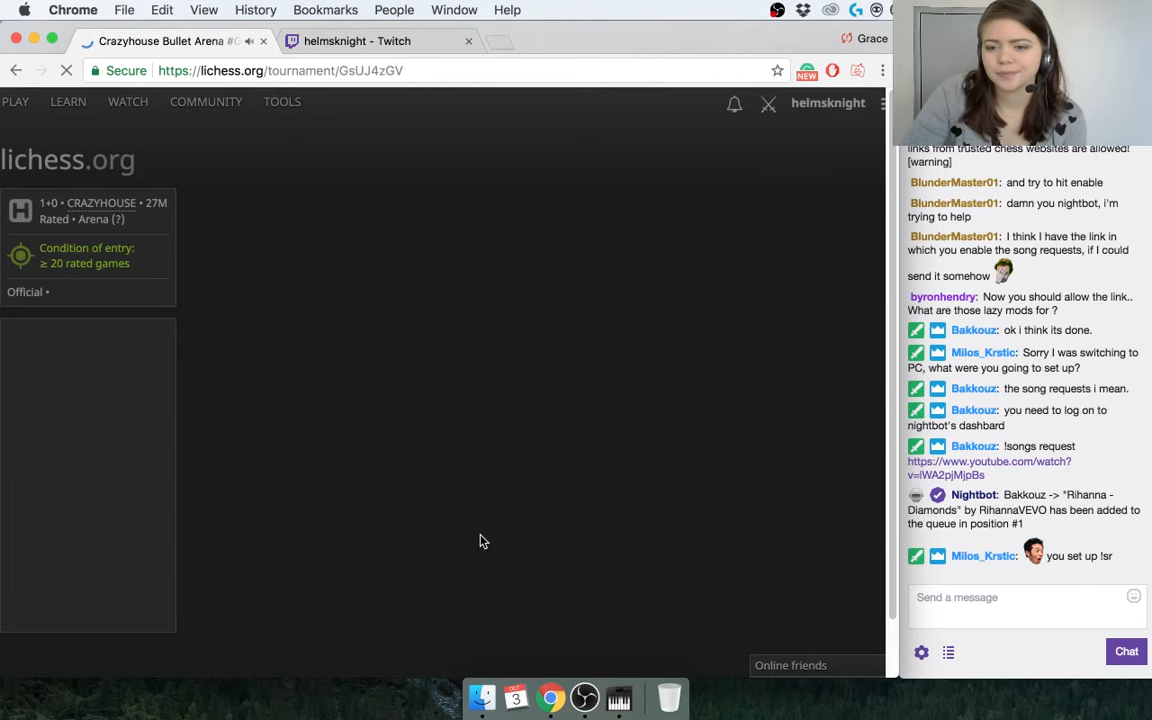 Chrome File Edit View History Bookmarks People Window Help
Crazyhouse Bullet Arena #G
helmsknight - Twitch
Grace
Secure https://lichess.org/tournament/GsUJ4zGV
NEW
PLAY LEARN WATCH COMMUNITY TOOLS
helmsknight
lichess.org
1+0 • CRAZYHOUSE • 27M
Rated • Arena (?)
Condition of entry:
≥ 20 rated games
Official •
Online friends
links from trusted chess websites are allowed!
[warning]
BlunderMaster01: and try to hit enable
BlunderMaster01: damn you nightbot, i'm
trying to help
BlunderMaster01: I think I have the link in
which you enable the song requests, if I could
send it somehow
byronhendry: Now you should allow the link..
What are those lazy mods for ?
Bakkouz: ok i think its done.
Milos_Krstic: Sorry I was switching to
PC, what were you going to set up?
Bakkouz: the song requests i mean.
Bakkouz: you need to log on to
nightbot's dashbard
Bakkouz: !songs request
https://www.youtube.com/watch?
v=lWA2pjMjpBs
Nightbot: Bakkouz -> "Rihanna -
Diamonds" by RihannaVEVO has been added to
the queue in position #1
Milos_Krstic: you set up !sr
Send a message
Chat
OCT
3